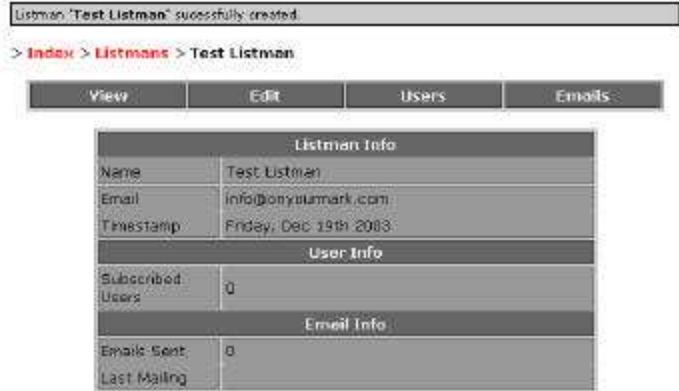 Listman 'Test Listman' sucessfully created.
> Index > Listmans > Test Listman
View Edit Users Emails
Listman Info
Name Test Listman
Email info@onyourmark.com
Timestamp Friday, Dec 19th 2003
User Info
Subscribed
Users 0
Email Info
Emails Sent 0
Last Mailing